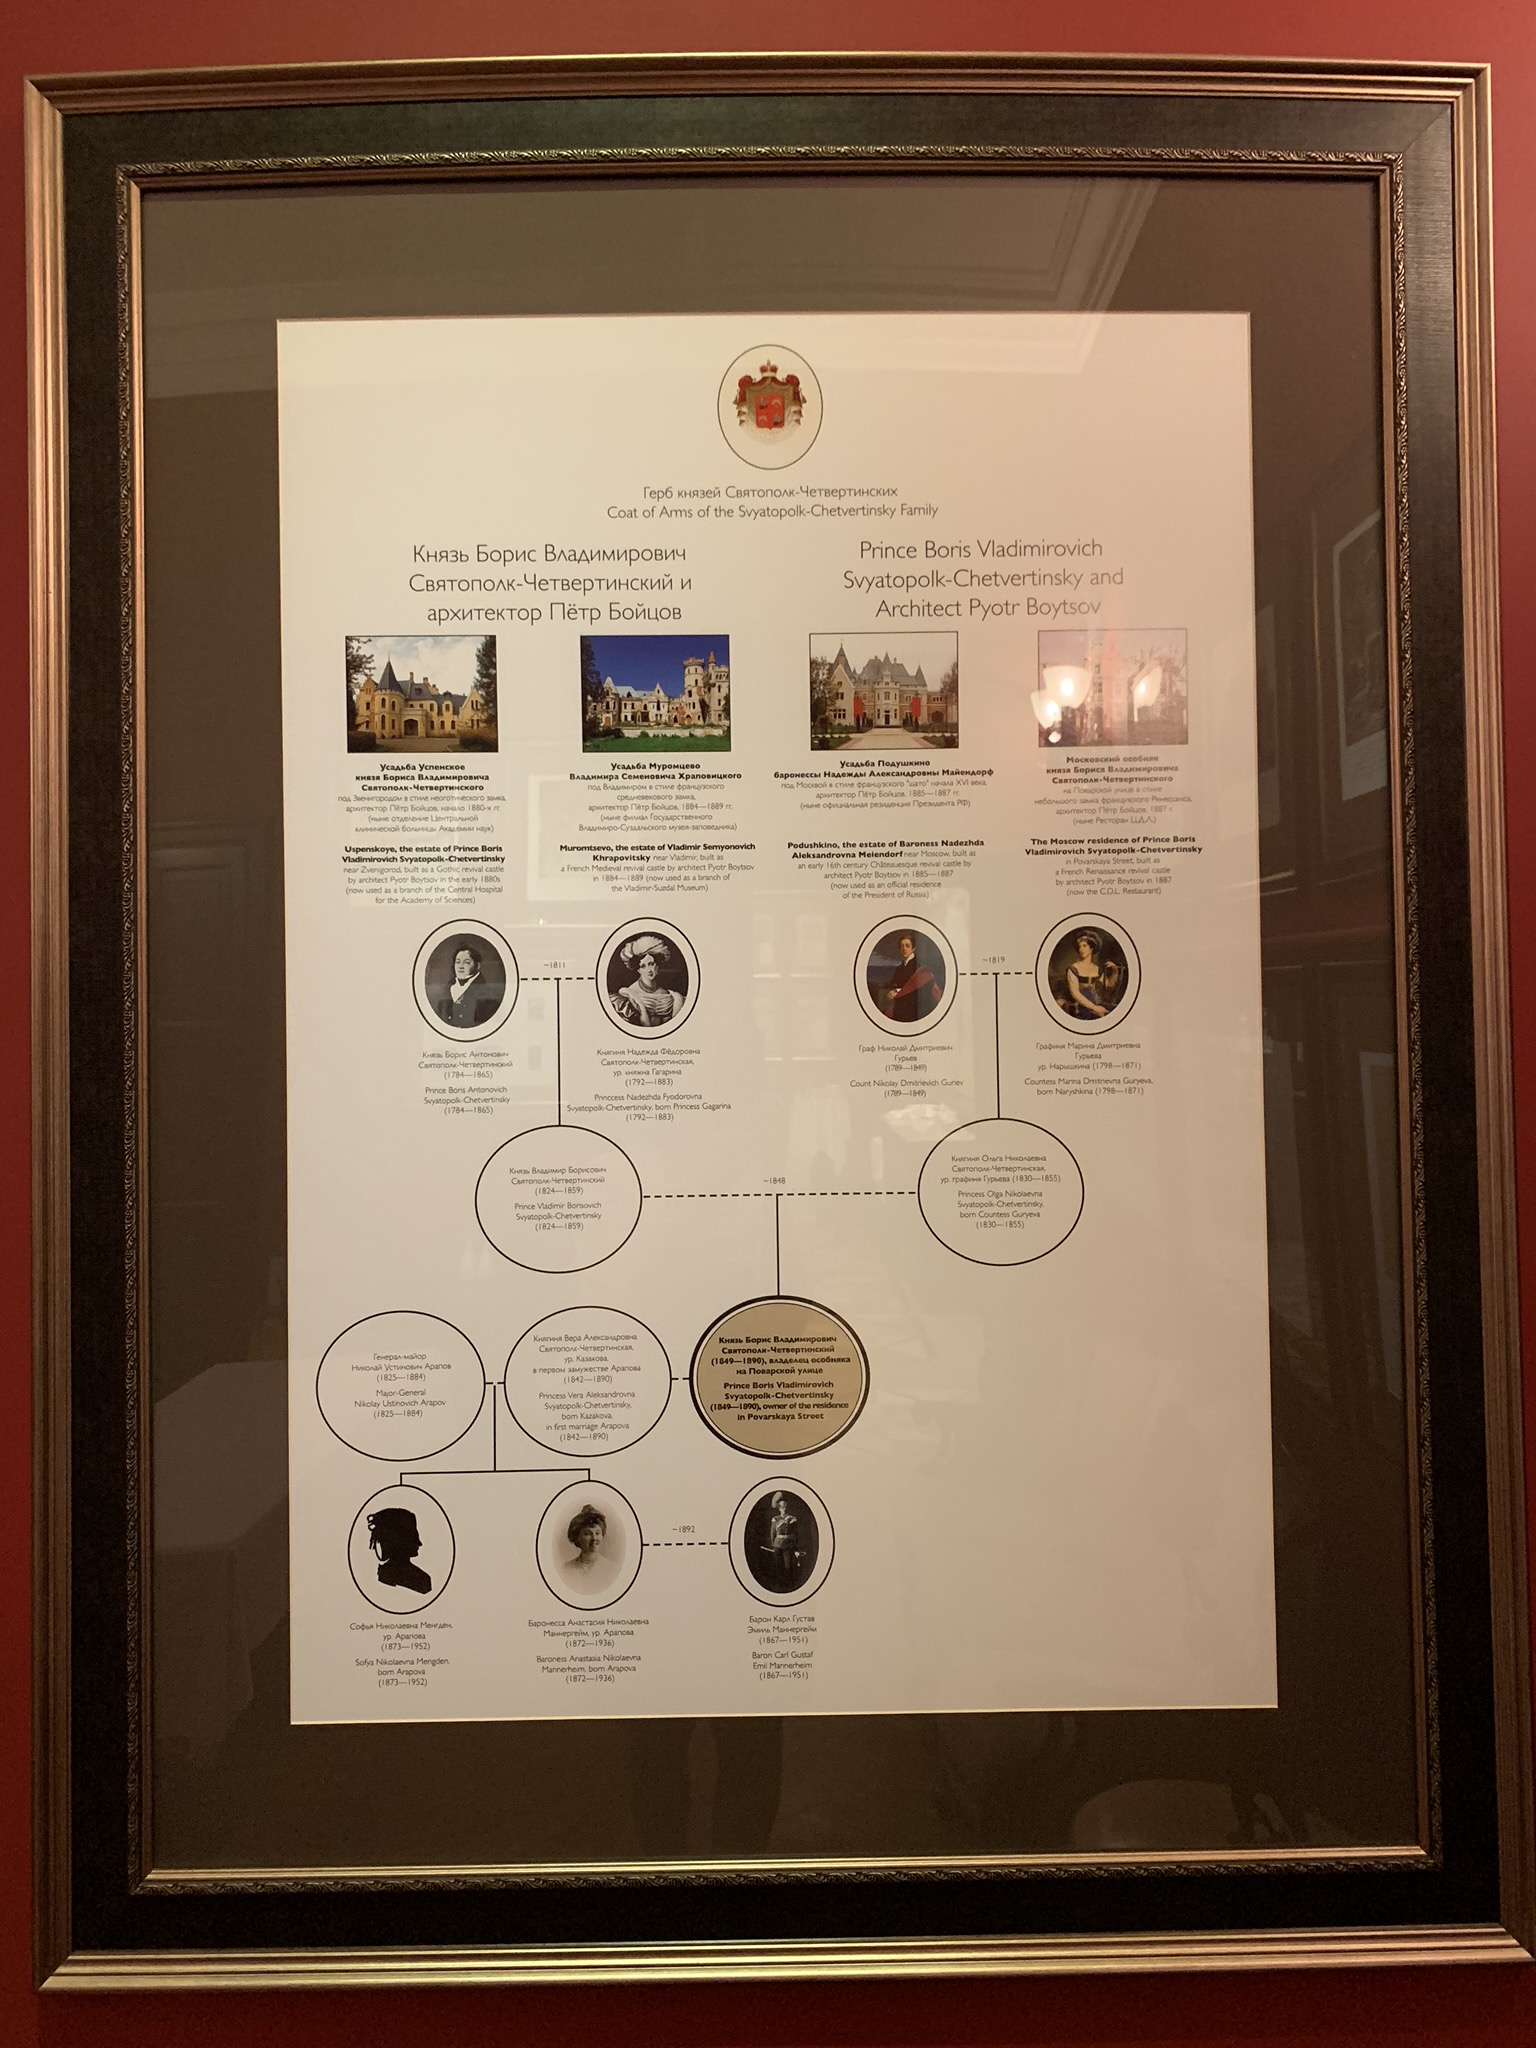 Герб князей Святополк-Четвертинских
Coat of Arms of the Svyatopolk-Chetvertinsky Family
Князь Борис Владимирович
Святополк-Четвертинский и
архитектор Пётр Бойцов
Prince Boris Vladimirovich
Svyatopolk-Chetvertinsky and
Architect Pyotr Boytsov
Усадьба Успенское
князя Бориса Владимировича
Святополк-Четвертинского
под Звенигородом в стиле неоготического замка,
архитектор Пётр Бойцов, начало 1880-х гг.
(ныне отделение Центральной
клинической больницы Академии наук)
Uspenskoye, the estate of Prince Boris
Vladimirovich Svyatopolk-Chetvertinsky
near Zvenigorod, built as a Gothic revival castle
by architect Pyotr Boytsov in the early 1880s
(now used as a branch of the Central Hospital
for the Academy of Sciences)
Усадьба Муромцево
Владимира Семеновича Храповицкого
под Владимиром в стиле французского
средневекового замка,
архитектор Пётр Бойцов, 1884—1889 гг.
(ныне филиал Государственного
Владимиро-Суздальского музея-заповедника)
Muromtsevo, the estate of Vladimir Semyonovich
Khrapovitsky near Vladimir, built as
a French Medieval revival castle by architect Pyotr Boytsov
in 1884—1889 (now used as a branch of
the Vladimir-Suzdal Museum)
Усадьба Подушкино
баронессы Надежды Александровны Майендорф
под Москвой в стиле французского "шато" начала XVI века,
архитектор Пётр Бойцов, 1885—1887 гг.
(ныне официальная резиденция Президента РФ)
Podushkino, the estate of Baroness Nadezhda
Aleksandrovna Meiendorf near Moscow, built as
an early 16th century Châteauesque revival castle by
architect Pyotr Boytsov in 1885—1887
(now used as an official residence
of the President of Russia)
Московский особняк
князя Бориса Владимировича
Святополк-Четвертинского
на Поварской улице в стиле
небольшого замка французского Ренессанса,
архитектор Пётр Бойцов, 1887 г.
(ныне Ресторан Ц.Д.Л.)
The Moscow residence of Prince Boris
Vladimirovich Svyatopolk-Chetvertinsky
in Povarskaya Street, built as
a French Renaissance revival castle
by architect Pyotr Boytsov in 1887
(now the C.D.L. Restaurant)
~1811
~1819
Князь Борис Антонович
Святополк-Четвертинский
(1784—1865)
Prince Boris Antonovich
Svyatopolk-Chetvertinsky
(1784—1865)
Княгиня Надежда Фёдоровна
Святополк-Четвертинская,
ур. княжна Гагарина
(1792—1883)
Princcess Nadezhda Fyodorovna
Svyatopolk-Chetvertinsky, born Princess Gagarina
(1792—1883)
Граф Николай Дмитриевич
Гурьев
(1789—1849)
Count Nikolay Dmitrievich Guriev
(1789—1849)
Графиня Марина Дмитриевна
Гурьева
ур. Нарышкина (1798—1871)
Countess Marina Dmitrievna Guryeva,
born Naryshkina (1798—1871)
Князь Владимир Борисович
Святополк-Четвертинский
(1824—1859)
Prince Vladimir Borisovich
Svyatopolk-Chetvertinsky
(1824—1859)
~1848
Княгиня Ольга Николаевна
Святополк-Четвертинская,
ур. графиня Гурьева (1830—1855)
Princess Olga Nikolaevna
Svyatopolk-Chetvertinsky,
born Countess Guryeva
(1830—1855)
Генерал-майор
Николай Устинович Арапов
(1825—1884)
Major-General
Nikolay Ustinovich Arapov
(1825—1884)
Княгиня Вера Александровна
Святополк-Четвертинская,
ур. Казакова,
в первом замужестве Арапова
(1842—1890)
Princess Vera Aleksandrovna
Svyatopolk-Chetvertinsky,
born Kazakova,
in first marriage Arapova
(1842—1890)
Князь Борис Владимирович
Святополк-Четвертинский
(1849—1890), владелец особняка
на Поварской улице
Prince Boris Vladimirovich
Svyatopolk-Chetvertinsky
(1849—1890), owner of the residence
in Povarskaya Street
~1892
Софья Николаевна Менгден,
ур. Арапова
(1873—1952)
Sofya Nikolaevna Mengden,
born Arapova
(1873—1952)
Баронесса Анастасия Николаевна
Маннергейм, ур. Арапова
(1872—1936)
Baroness Anastasia Nikolaevna
Mannerheim, born Arapova
(1872—1936)
Барон Карл Густав
Эмиль Маннергейм
(1867—1951)
Baron Carl Gustaf
Emil Mannerheim
(1867—1951)